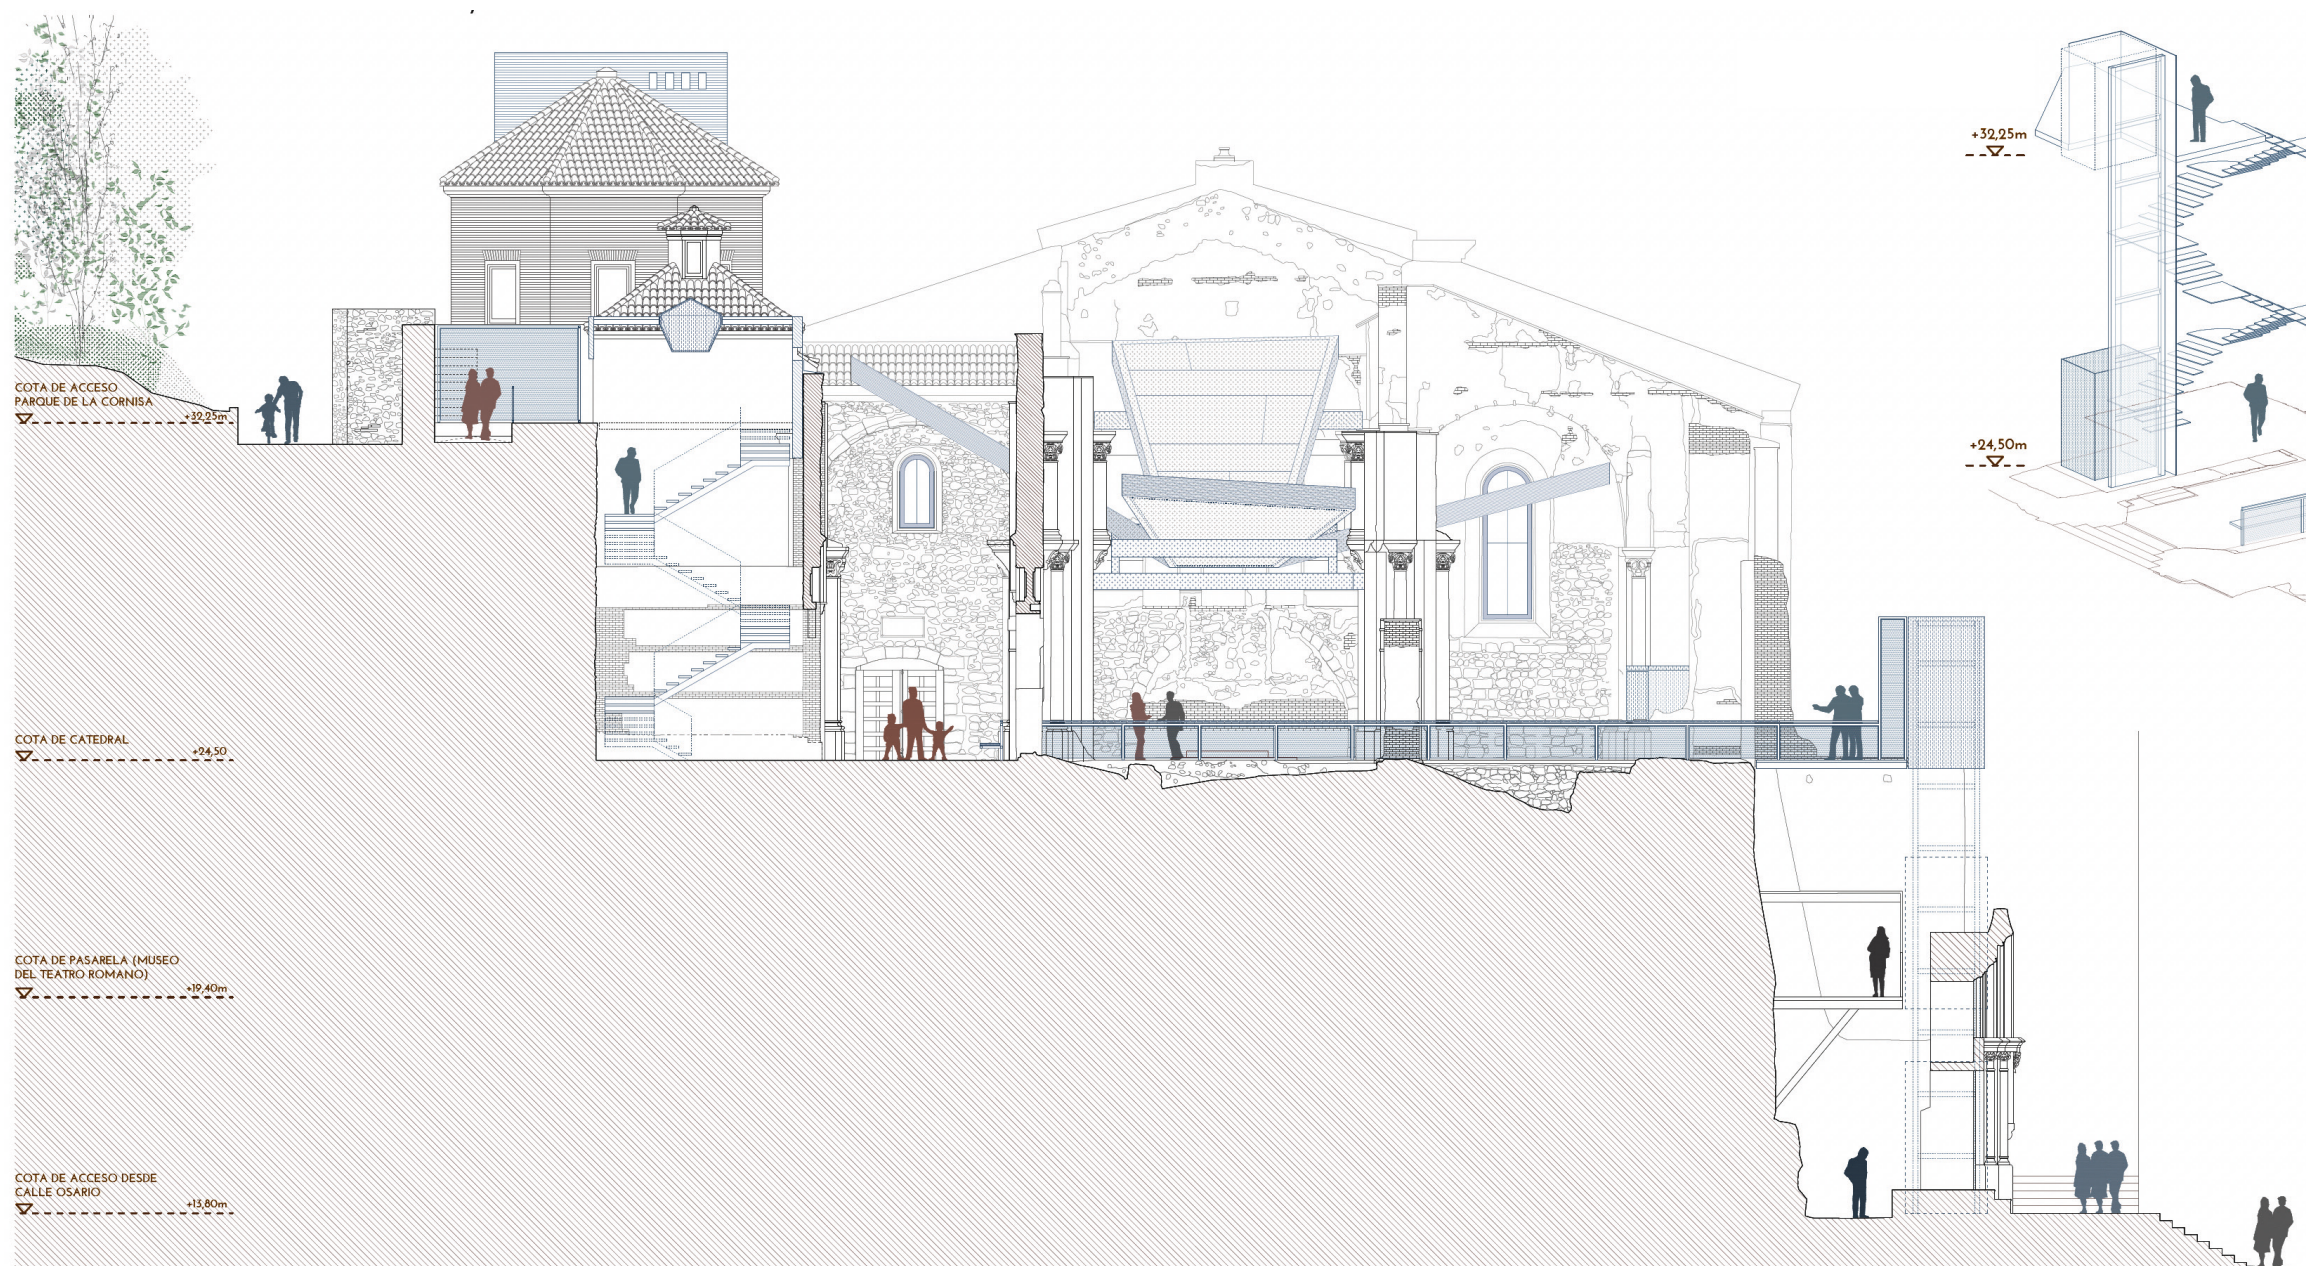 +32,25m
COTA DE ACCESO
PARQUE DE LA CORNISA
+32,25m
+24,50m
COTA DE CATEDRAL
+24,50
COTA DE PASARELA (MUSEO
DEL TEATRO ROMANO)
+19,40m
COTA DE ACCESO DESDE
CALLE OSARIO
+13,80m